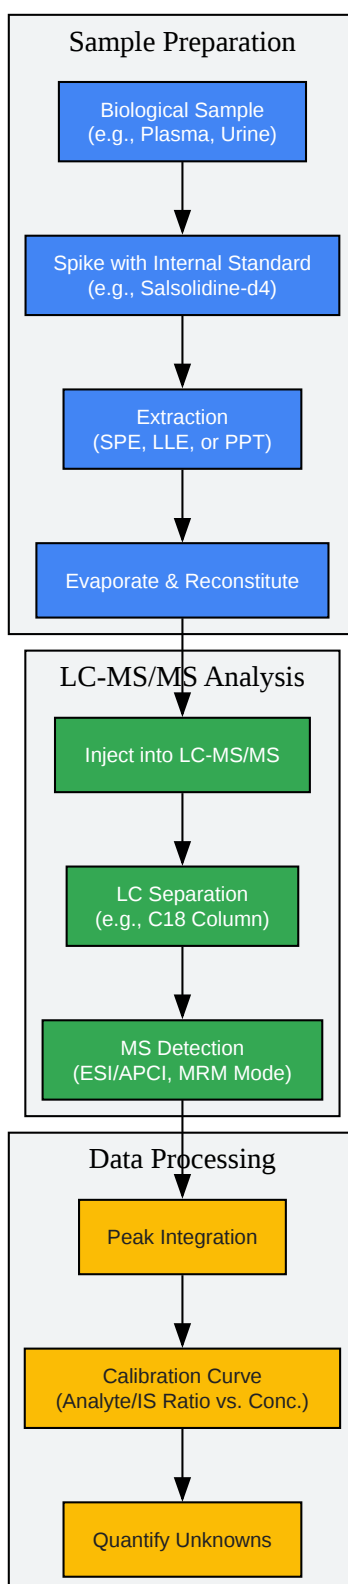 Sample Preparation
Biological Sample
(e.g., Plasma, Urine)
Spike with Internal Standard
(e.g., Salsolidine-d4)
Extraction
(SPE, LLE, or PPT)
Evaporate & Reconstitute
LC-MS/MS Analysis
Inject into LC-MS/MS
LC Separation
(e.g., C18 Column)
MS Detection
(ESI/APCI, MRM Mode)
Data Processing
Peak Integration
Calibration Curve
(Analyte/IS Ratio vs. Conc.)
Quantify Unknowns